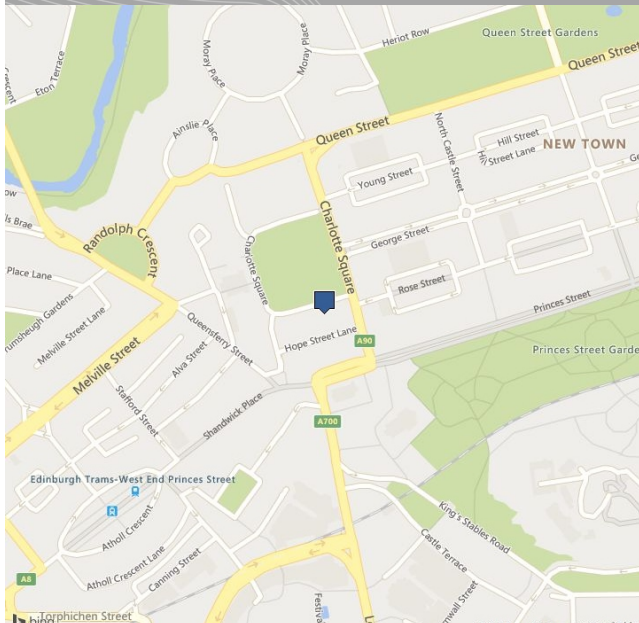 Eton Terrace
Crescent
Moray Place
Moray Place
Heriot Row
Queen Street Gardens
Queen Street
Ainslie Place
Queen Street
North Castle Street
Hill Street
Hill Street Lane
NEW TOWN
Young Street
Randolph Crescent
Charlotte Square
Charlotte Square
George Street
Rose Street
Princes Street
Place Lane
Melville Street Lane
Queensferry Street
Hope Street Lane
A90
Princes Street Garde
Melville Street
Alva Street
Stafford Street
Shandwick Place
A700
Edinburgh Trams-West End Princes Street
Atholl Crescent
King's Stables Road
Atholl Crescent Lane
Canning Street
Castle Terrace
A8
Torphichen Street
bing